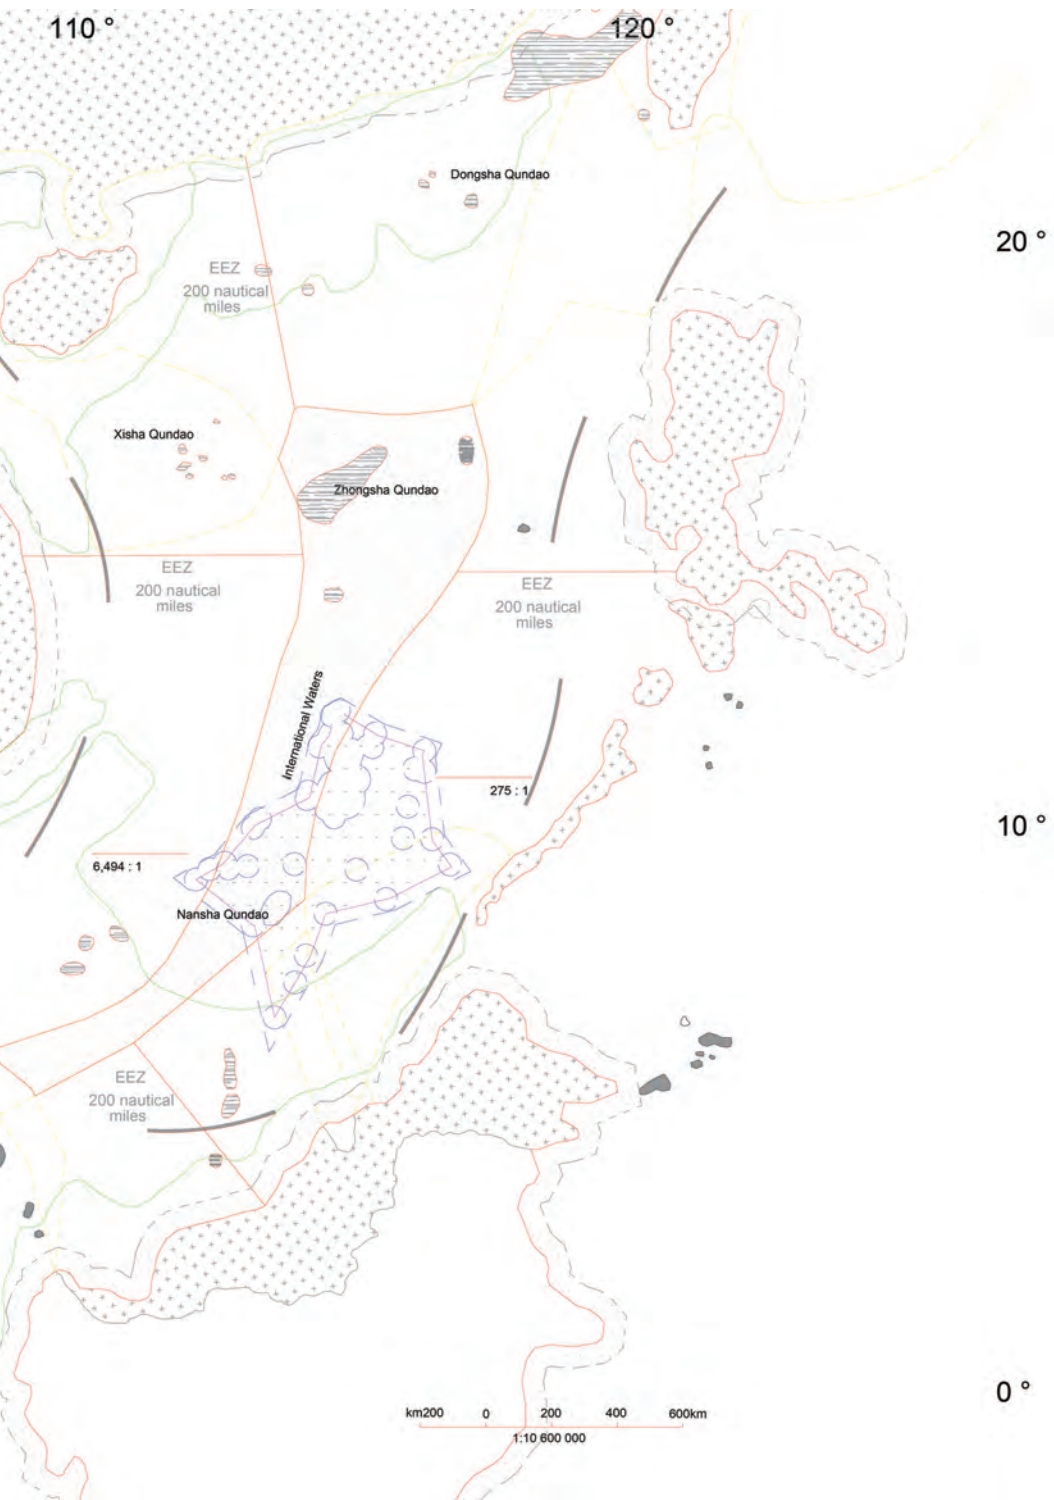 110 °
120 °
Dongsha Qundao
20 °
EEZ
200 nautical
miles
Xisha Qundao
Zhongsha Qundao
EEZ
200 nautical
miles
EEZ
200 nautical
miles
International Waters
275 : 1
10 °
6,494 : 1
Nansha Qundao
EEZ
200 nautical
miles
0 °
km200 0 200 400 600km
1:10 600 000